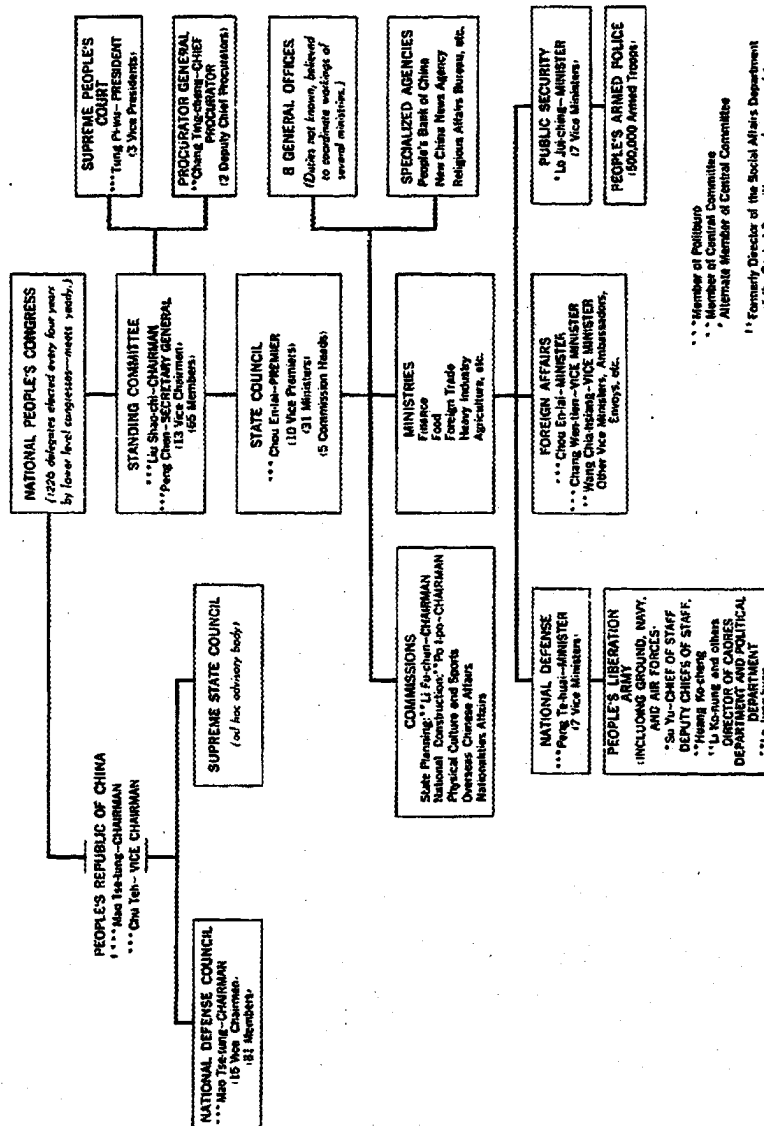 PEOPLE'S REPUBLIC OF CHINA
Mao Tse-tung—CHAIRMAN
***Chu Teh—VICE CHAIRMAN
NATIONAL PEOPLE'S CONGRESS
(1226 delegates elected every four years
by lower level congresses—meets yearly.)
NATIONAL DEFENSE COUNCIL
***Mao Tse-tung—CHAIRMAN
(15 Vice Chairmen)
(81 Members)
SUPREME STATE COUNCIL
(ad hoc advisory body)
STANDING COMMITTEE
***Liu Shao-chi—CHAIRMAN
***Peng Chen—SECRETARY GENERAL
(13 Vice Chairmen)
(65 Members)
SUPREME PEOPLE'S
COURT
***Tung Pi-wu—PRESIDENT
(3 Vice Presidents)
PROCURATOR GENERAL
**Chang Ting-cheng—CHIEF
PROCURATOR
(2 Deputy Chief Procurators)
STATE COUNCIL
***Chou En-lai—PREMIER
(10 Vice Premiers)
(31 Ministers)
(5 Commission Heads)
8 GENERAL OFFICES
(Duties not known, believed
to coordinate workings of
several ministries.)
COMMISSIONS
State Planning: **Li Fu-chen—CHAIRMAN
National Construction: **Po I-po—CHAIRMAN
Physical Culture and Sports
Overseas Chinese Affairs
Nationalities Affairs
MINISTRIES
Finance
Food
Foreign Trade
Heavy Industry
Agriculture, etc.
SPECIALIZED AGENCIES
People's Bank of China
New China News Agency
Religious Affairs Bureau, etc.
NATIONAL DEFENSE
***Peng Te-huai—MINISTER
(7 Vice Ministers)
PEOPLE'S LIBERATION
ARMY
(INCLUDING GROUND, NAVY,
AND AIR FORCES)
*Su Yu—CHIEF OF STAFF
DEPUTY CHIEFS OF STAFF,
**Huang Ko-cheng
Li Ko-nung and others
DIRECTOR OF CADRES
DEPARTMENT AND POLITICAL
DEPARTMENT
FOREIGN AFFAIRS
***Chou En-lai—MINISTER
***Chang Wen-tien—VICE MINISTER
**Wang Chia-hsiang—VICE MINISTER
Other Vice Ministers, Ambassadors,
Envoys, etc.
PUBLIC SECURITY
*Lo Jui-ching—MINISTER
(7 Vice Ministers)
PEOPLE'S ARMED POLICE
(500,000 Armed Troops)
***Member of Politburo
**Member of Central Committee
*Alternate Member of Central Committee
Formerly Director of the Social Affairs Department